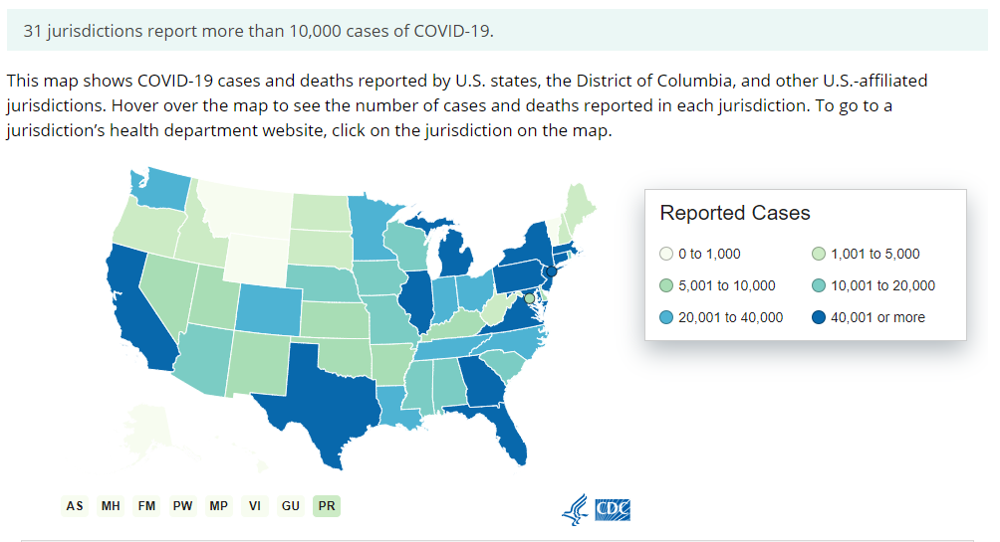 31 jurisdictions report more than 10,000 cases of COVID-19.
This map shows COVID-19 cases and deaths reported by U.S. states, the District of Columbia, and other U.S.-affiliated
jurisdictions. Hover over the map to see the number of cases and deaths reported in each jurisdiction. To go to a
jurisdiction's health department website, click on the jurisdiction on the map.
Reported Cases
0 to 1,000
1,001 to 5,000
5,001 to 10,000
10,001 to 20,000
20,001 to 40,000
40,001 or more
AS MH FM PW MP VI GU PR
CDC